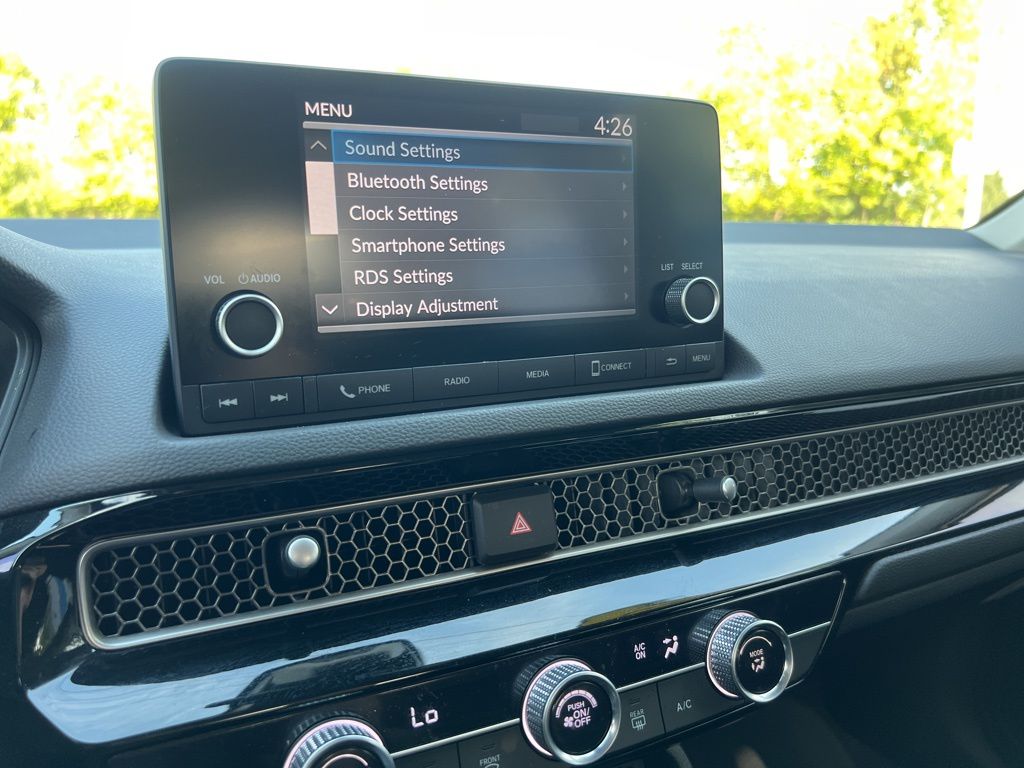 MENU
4:26
Sound Settings
Bluetooth Settings
Clock Settings
Smartphone Settings
RDS Settings
Display Adjustment
VOL AUDIO
LIST SELECT
PHONE
RADIO
MEDIA
CONNECT
MENU
A/C
ON
MODE
Lo
PUSH
ON/
OFF
REAR
A/C
FRONT